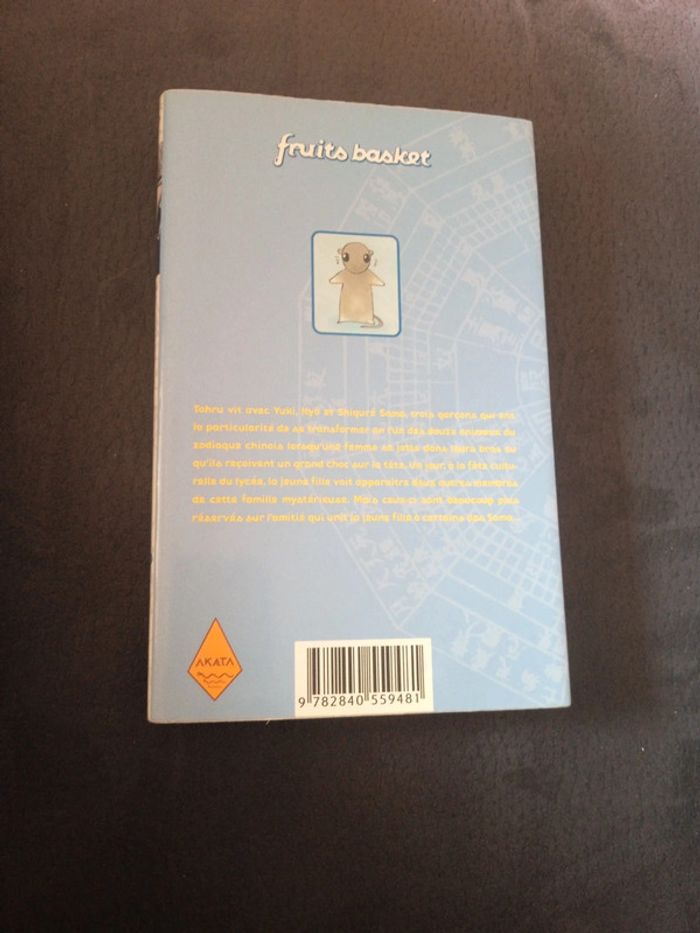 fruits basket
Tohru vit avec Yuki, Kyô et Shiguré Soma, trois garçons qui ont
la particularité de se transformer en l'un des douze animaux du
zodiaque chinois lorsqu'une femme se jette dans leurs bras ou
qu'ils reçoivent un grand choc sur la tête. Un jour, à la fête cultu-
relle du lycée, la jeune fille voit apparaître deux autres membres
de cette famille mystérieuse. Mais ceux-ci sont beaucoup plus
réservés sur l'amitié qui unit la jeune fille à certains des Soma...
AKATA
9 782840 559481